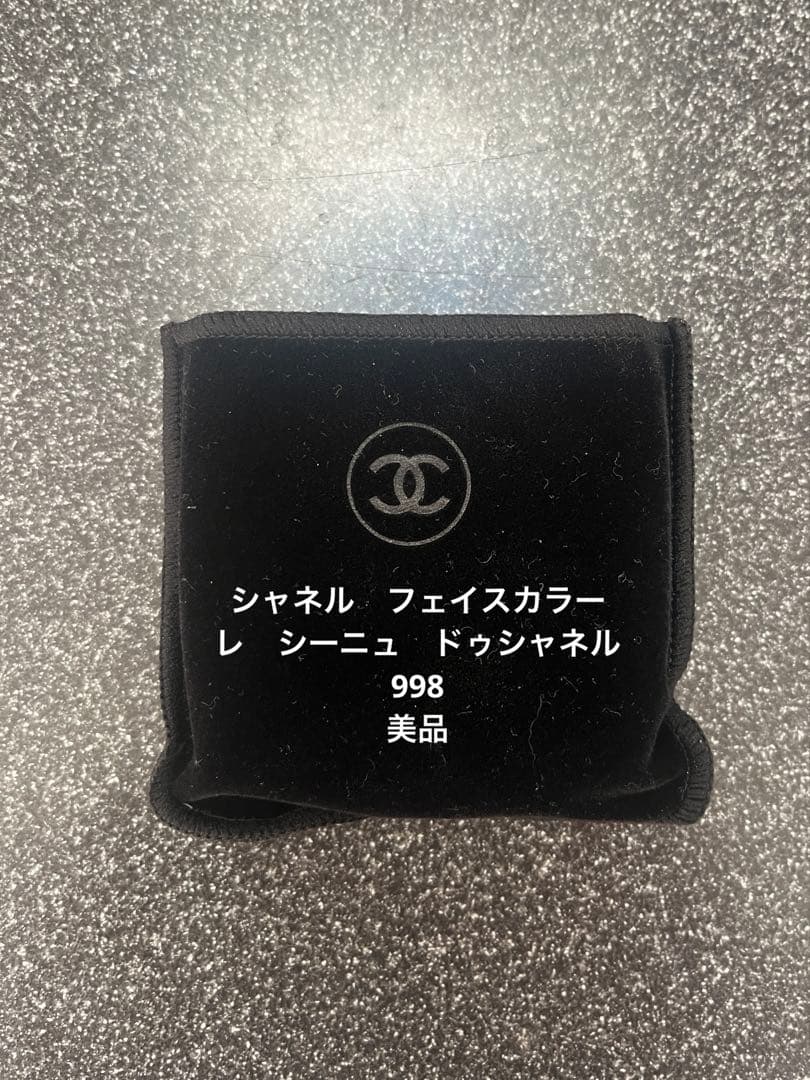 シャネル　フェイスカラー
レ　シーニュ　ドゥシャネル
998
美品